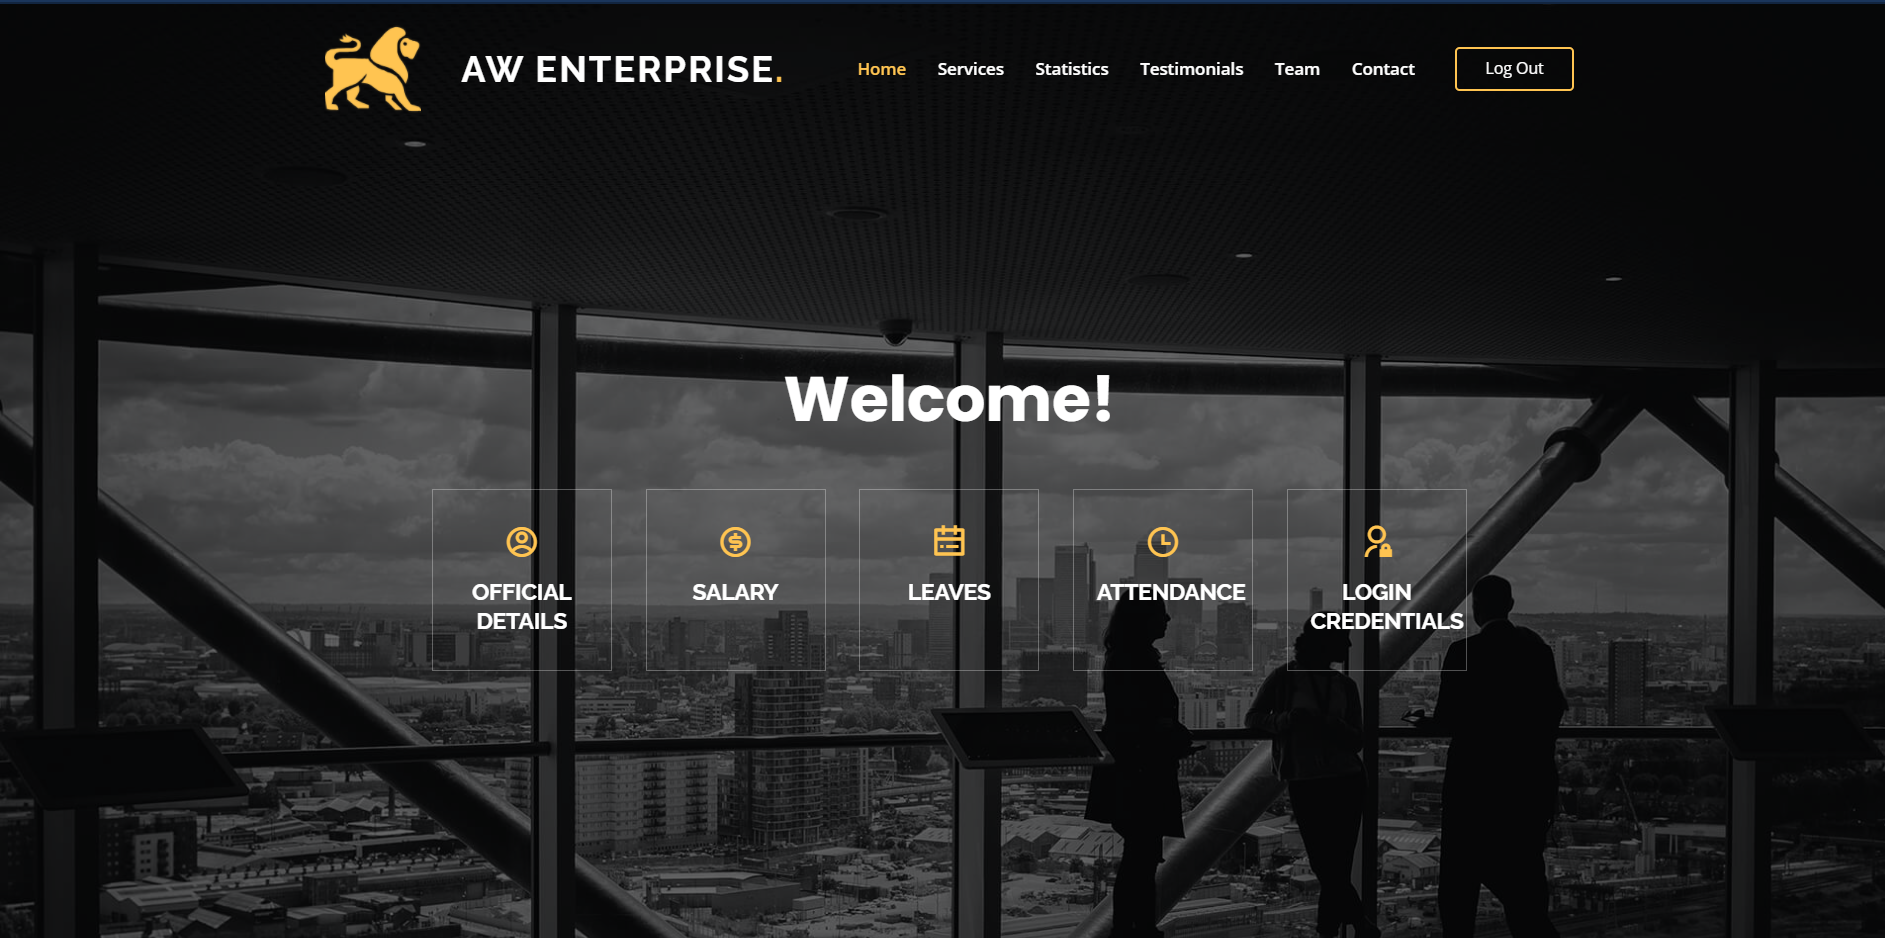 AW ENTERPRISE.
Home Services Statistics Testimonials Team Contact Log Out
Welcome!
OFFICIAL
DETAILS
SALARY
LEAVES
ATTENDANCE
LOGIN
CREDENTIALS